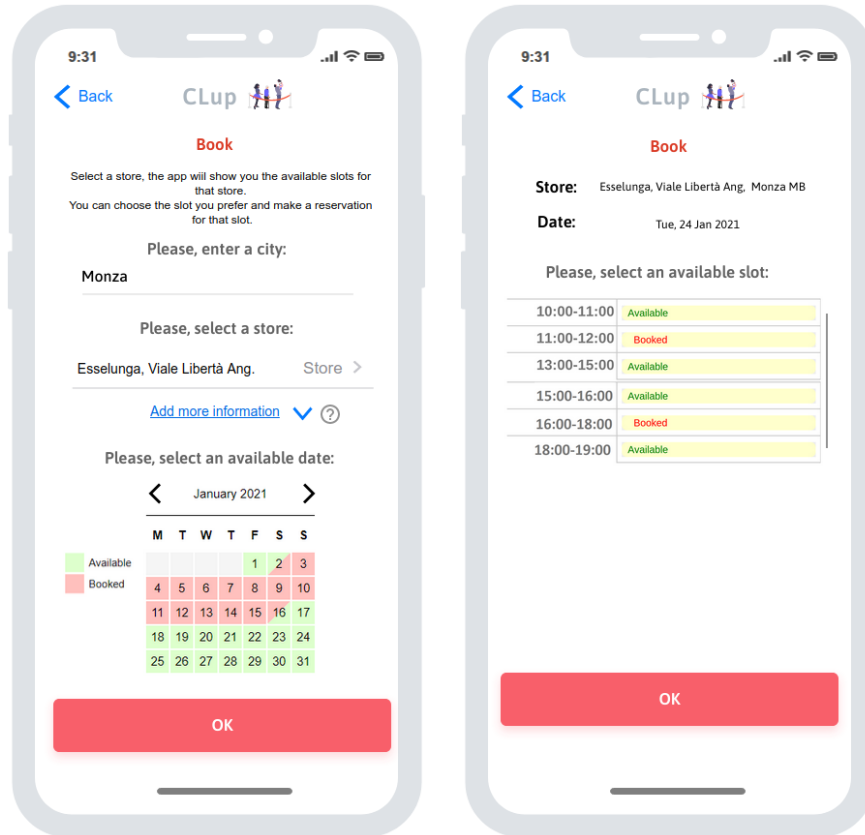 9:31
Back
CLup
Book
Select a store, the app wiil show you the available slots for
that store.
You can choose the slot you prefer and make a reservation
for that slot.
Please, enter a city:
Monza
Please, select a store:
Esselunga, Viale Libertà Ang. Store
Add more information ?
Please, select an available date:
January 2021
M T W T F S S
Available
Booked
1 2 3
4 5 6 7 8 9 10
11 12 13 14 15 16 17
18 19 20 21 22 23 24
25 26 27 28 29 30 31
OK
9:31
Back
CLup
Book
Store: Esselunga, Viale Libertà Ang, Monza MB
Date: Tue, 24 Jan 2021
Please, select an available slot:
10:00-11:00 Available
11:00-12:00 Booked
13:00-15:00 Available
15:00-16:00 Available
16:00-18:00 Booked
18:00-19:00 Available
OK